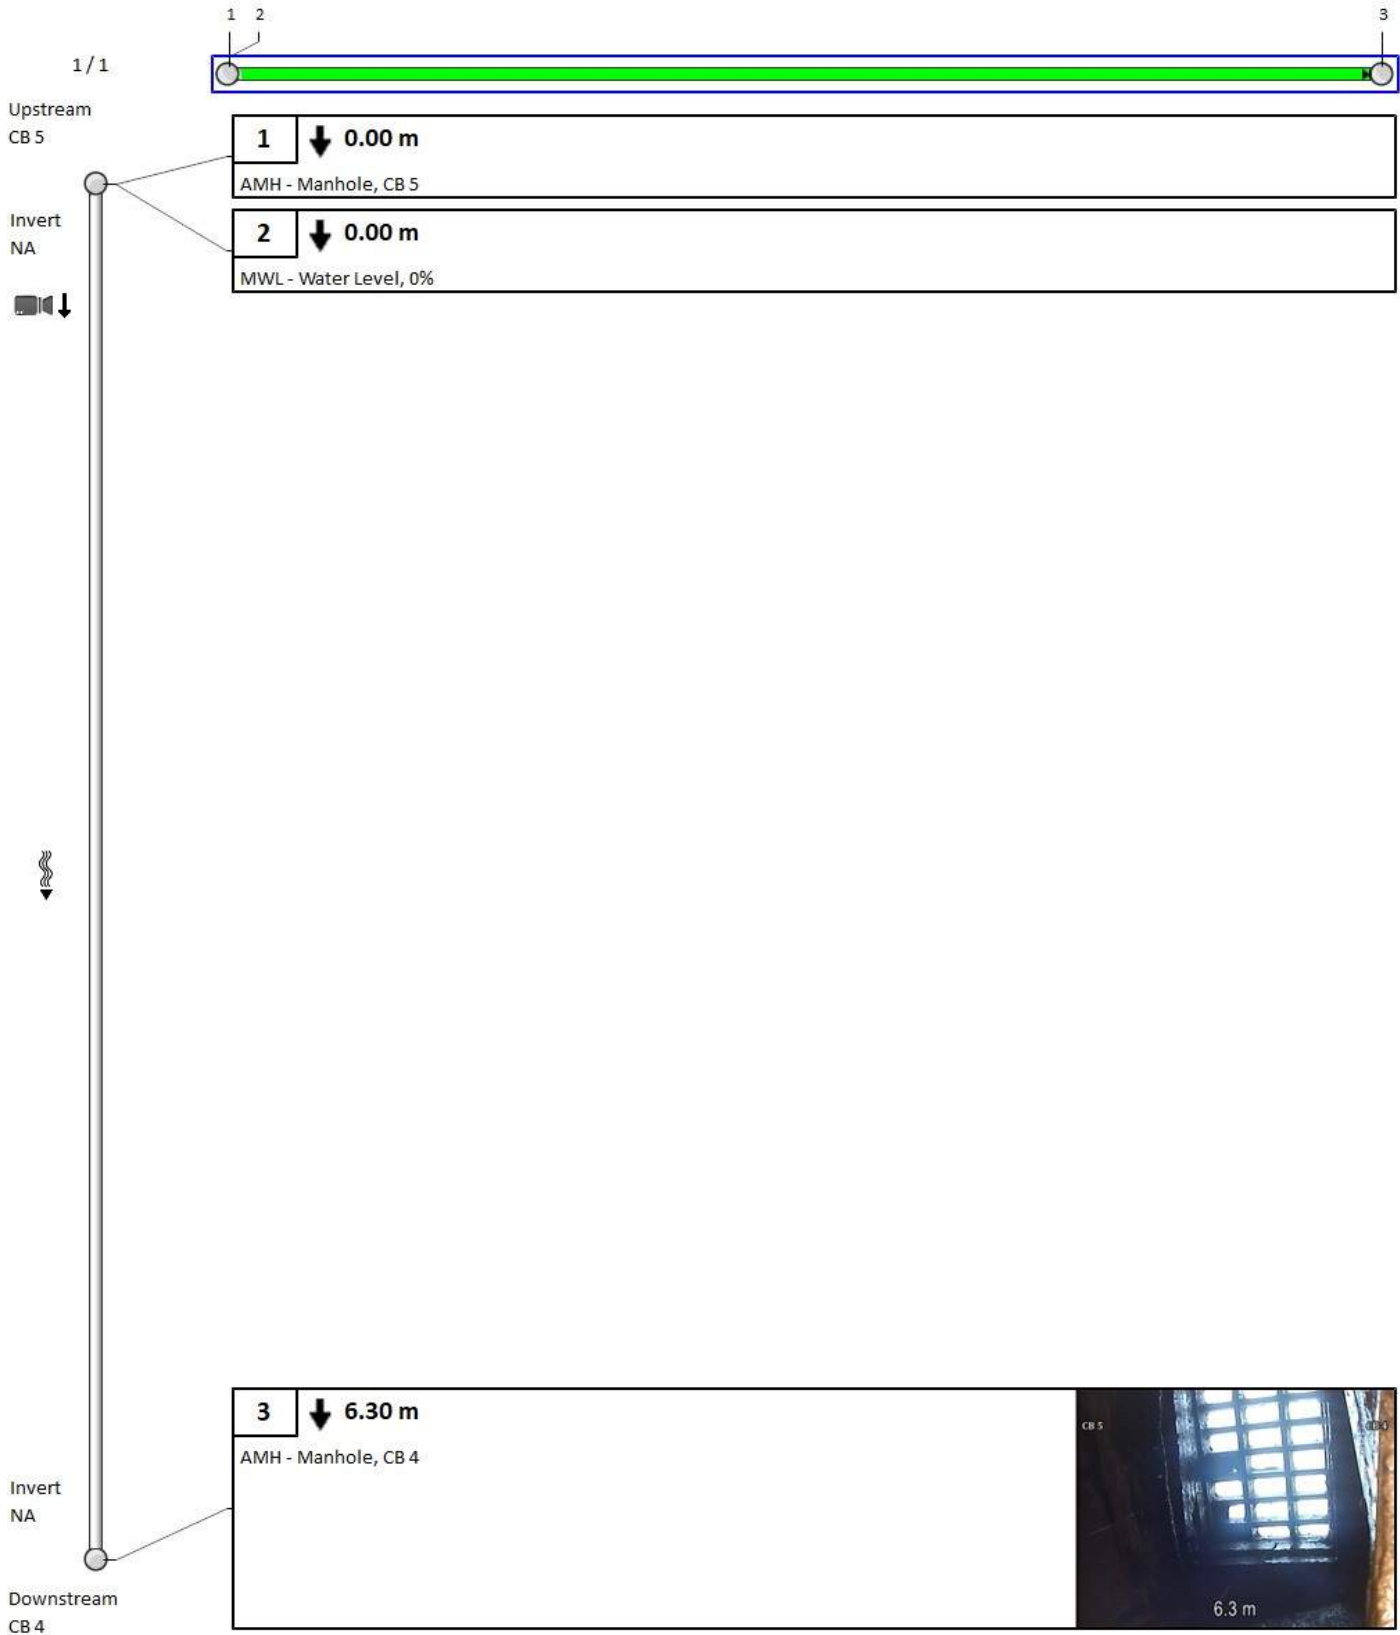 1 2 3
1 / 1
Upstream
CB 5
1 0.00 m
AMH - Manhole, CB 5
Invert
NA
2 0.00 m
MWL - Water Level, 0%
3 6.30 m
AMH - Manhole, CB 4
CB 5
CB 4
6.3 m
Invert
NA
Downstream
CB 4